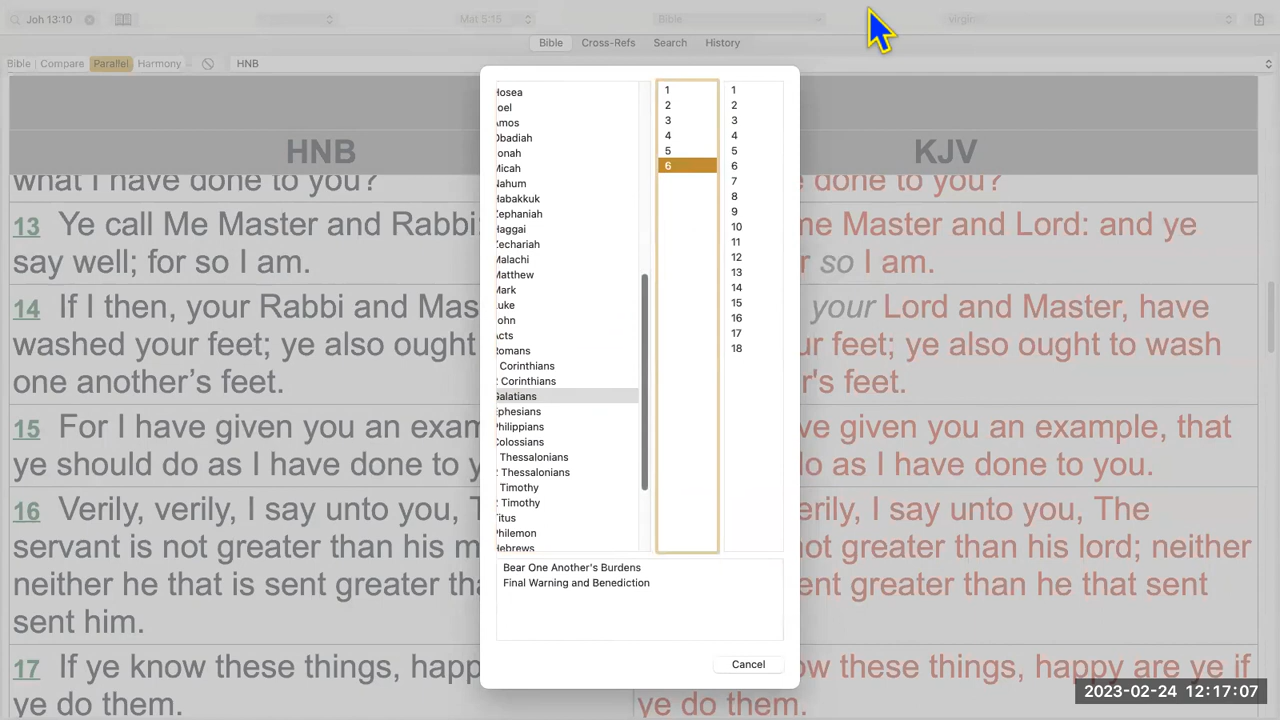 Joh 13:10
Mat 5:15
Bible
virgin
Bible Cross-Refs Search History
Bible Compare Parallel Harmony HNB
HNB
KJV
what I have done to you?
13 Ye call Me Master and Rabbi:
say well; for so I am.
14 If I then, your Rabbi and Mas
washed your feet; ye also ought
one another’s feet.
15 For I have given you an exam
ye should do as I have done to y
16 Verily, verily, I say unto you, T
servant is not greater than his m
neither he that is sent greater tha
sent him.
17 If ye know these things, happ
ye do them.
Hosea
Joel
Amos
Obadiah
Jonah
Micah
Nahum
Habakkuk
Zephaniah
Haggai
Zechariah
Malachi
Matthew
Mark
Luke
John
Acts
Romans
Corinthians
2 Corinthians
Galatians
Ephesians
Philippians
Colossians
Thessalonians
2 Thessalonians
Timothy
2 Timothy
Titus
Philemon
Hebrews
1
2
3
4
5
6
1
2
3
4
5
6
7
8
9
10
11
12
13
14
15
16
17
18
Bear One Another's Burdens
Final Warning and Benediction
Cancel
e done to you?
me Master and Lord: and ye
r so I am.
your Lord and Master, have
ur feet; ye also ought to wash
r's feet.
ve given you an example, that
do as I have done to you.
erily, I say unto you, The
not greater than his lord; neither
ent greater than he that sent
ow these things, happy are ye if
ye do them.
2023-02-24 12:17:07